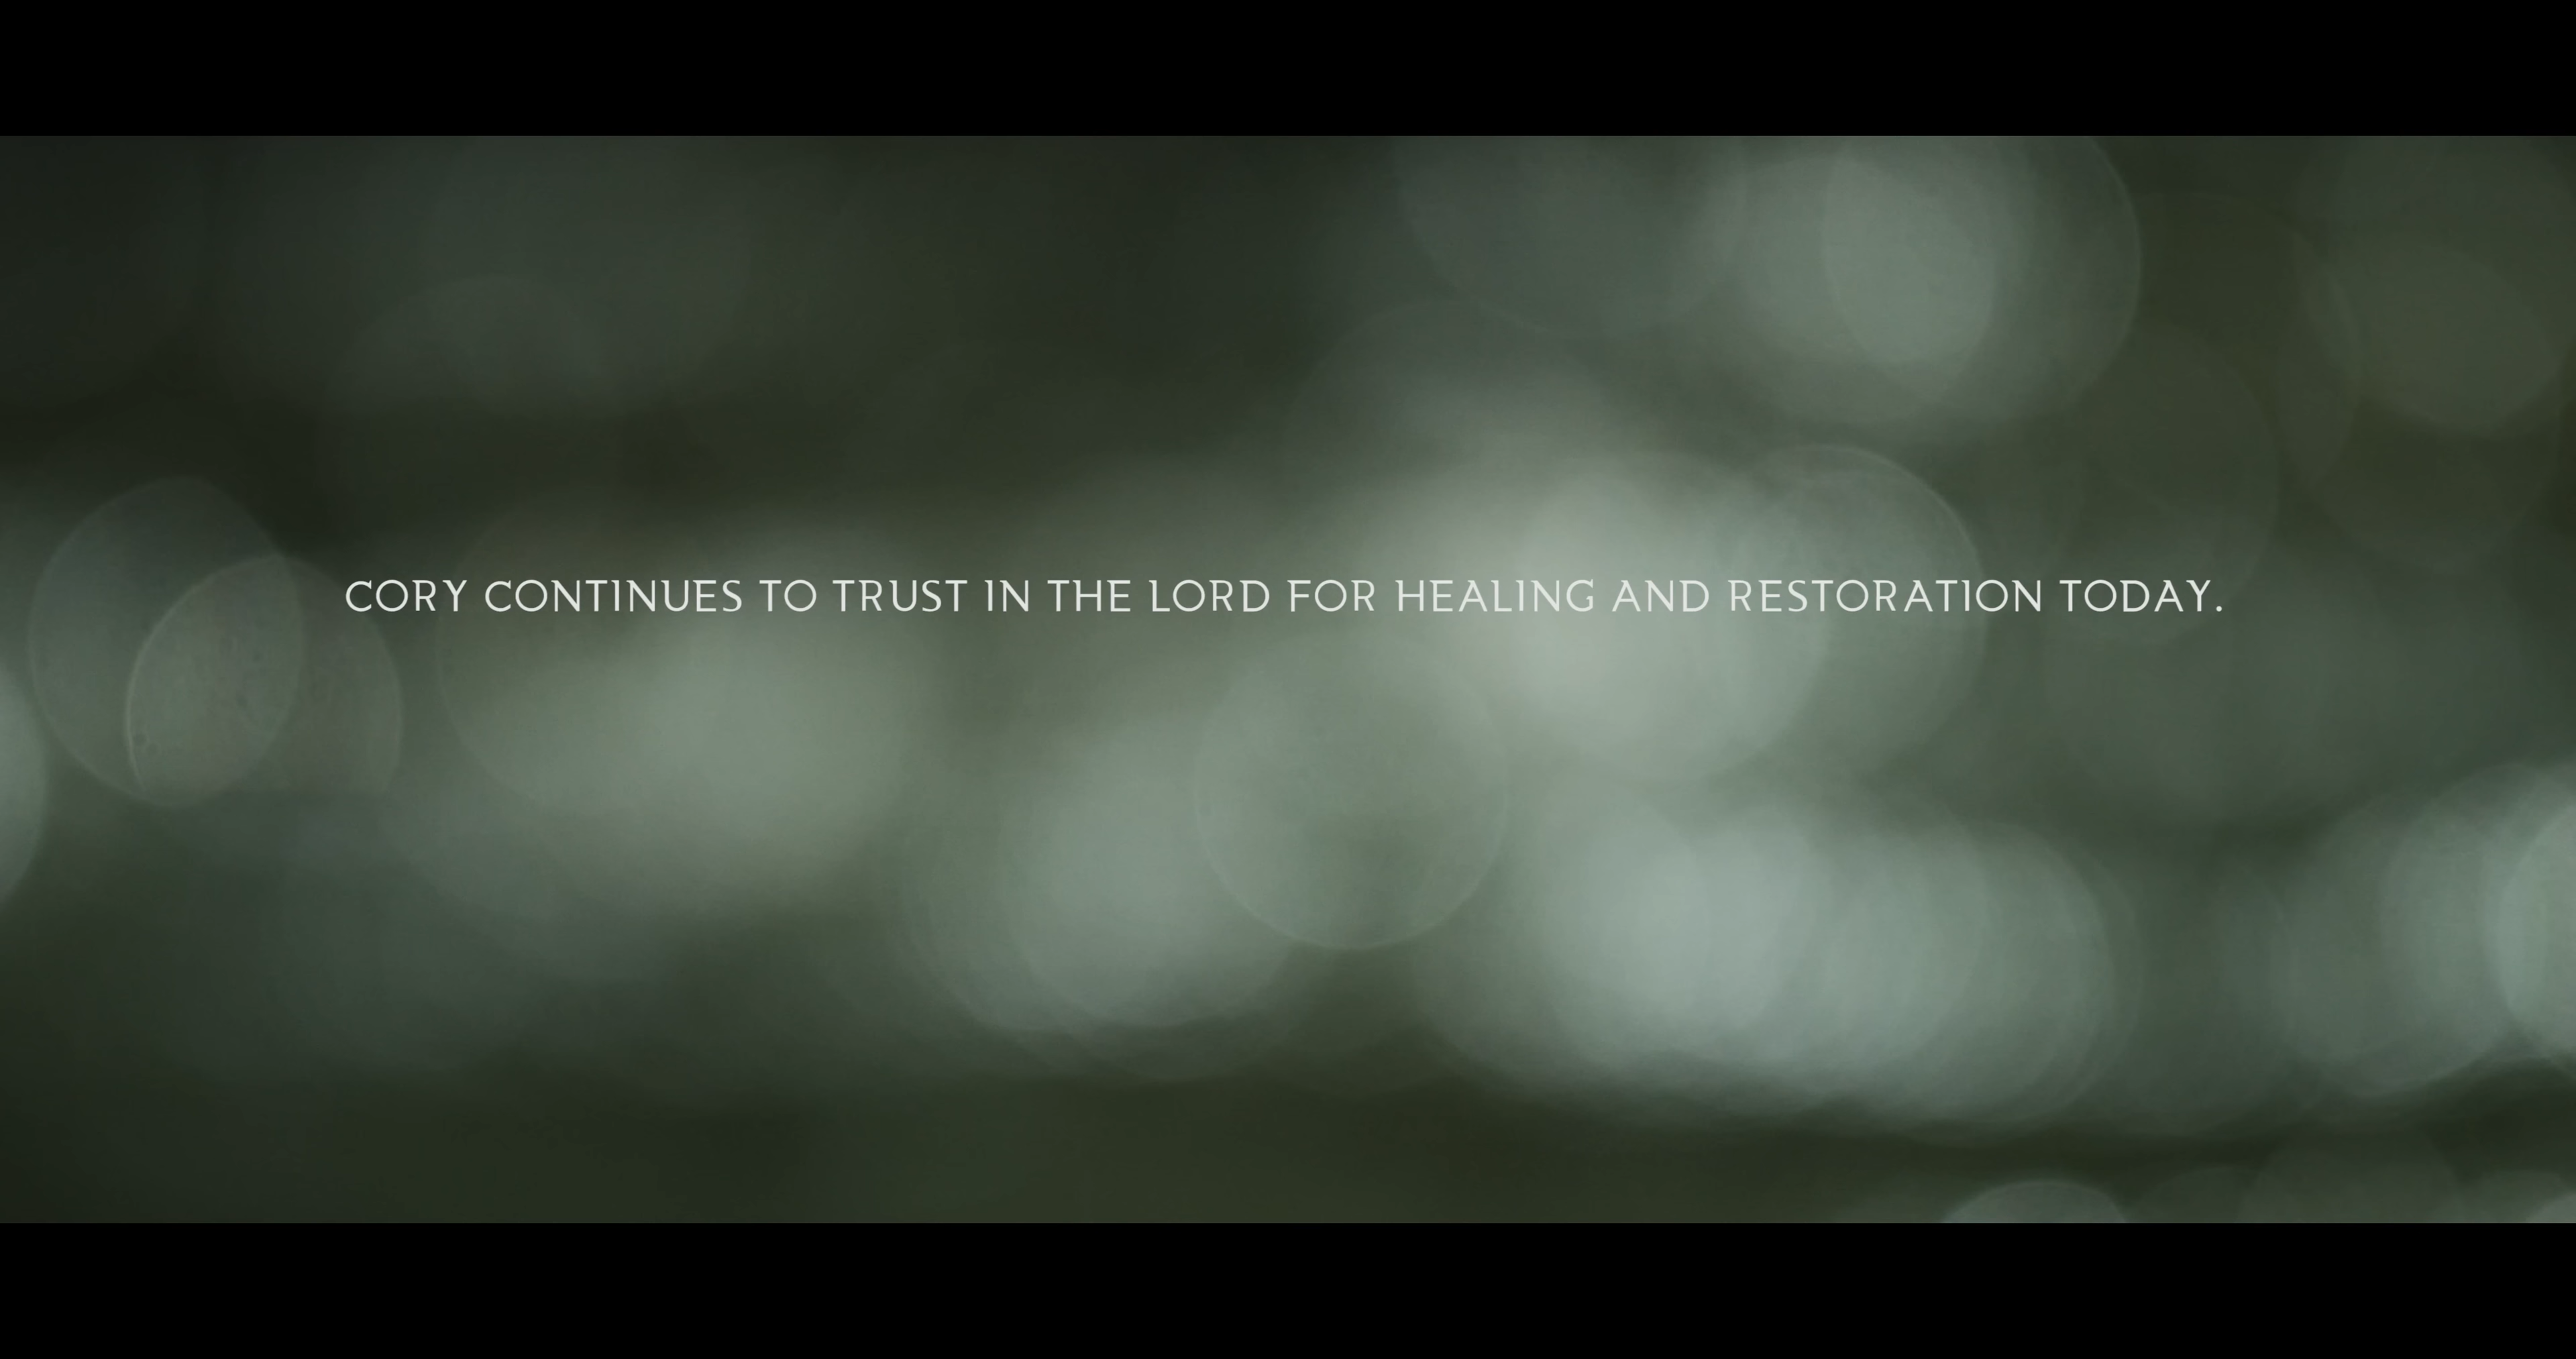 CORY CONTINUES TO TRUST IN THE LORD FOR HEALING AND RESTORATION TODAY.